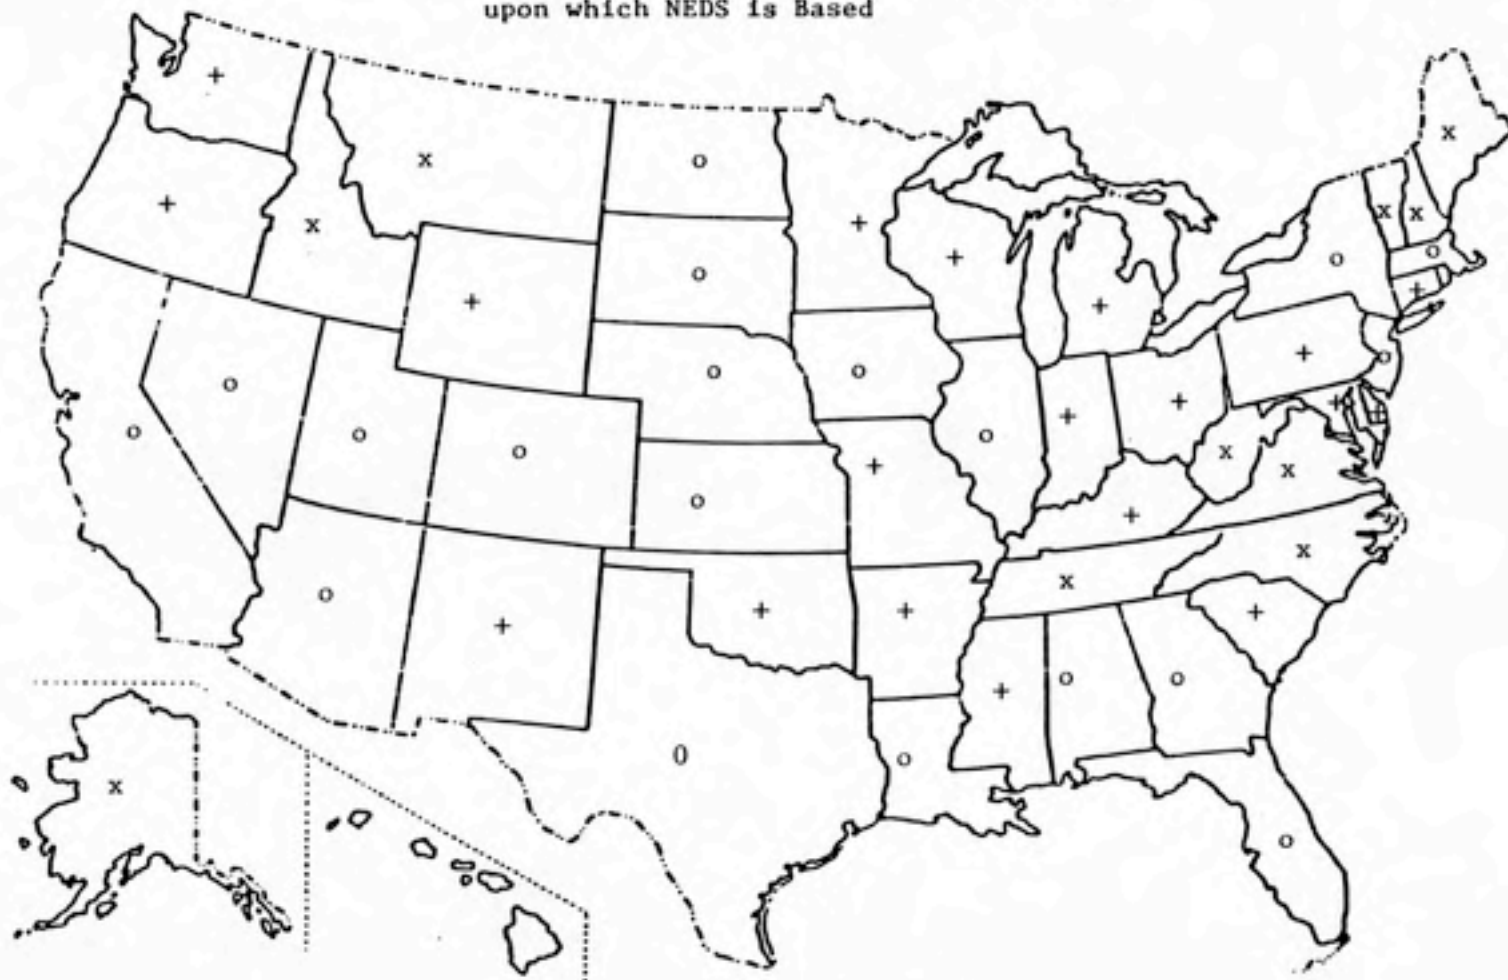 upon which NEDS is Based
+
x
x
o
+
x
+
x
x
o
+
+
o
o
o
+
+
+
+
o
o
o
+
o
+
+
+
o
o
o
o
+
o
x
x
o
+
x
x
o
+
+
+
+
+
o
o
o
o
x
o